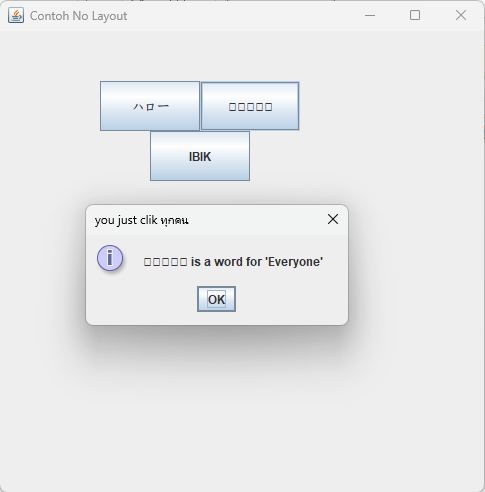 Contoh No Layout
ハロー
□□□□□
IBIK
you just clik ทุกคน
□□□□□ is a word for 'Everyone'
OK